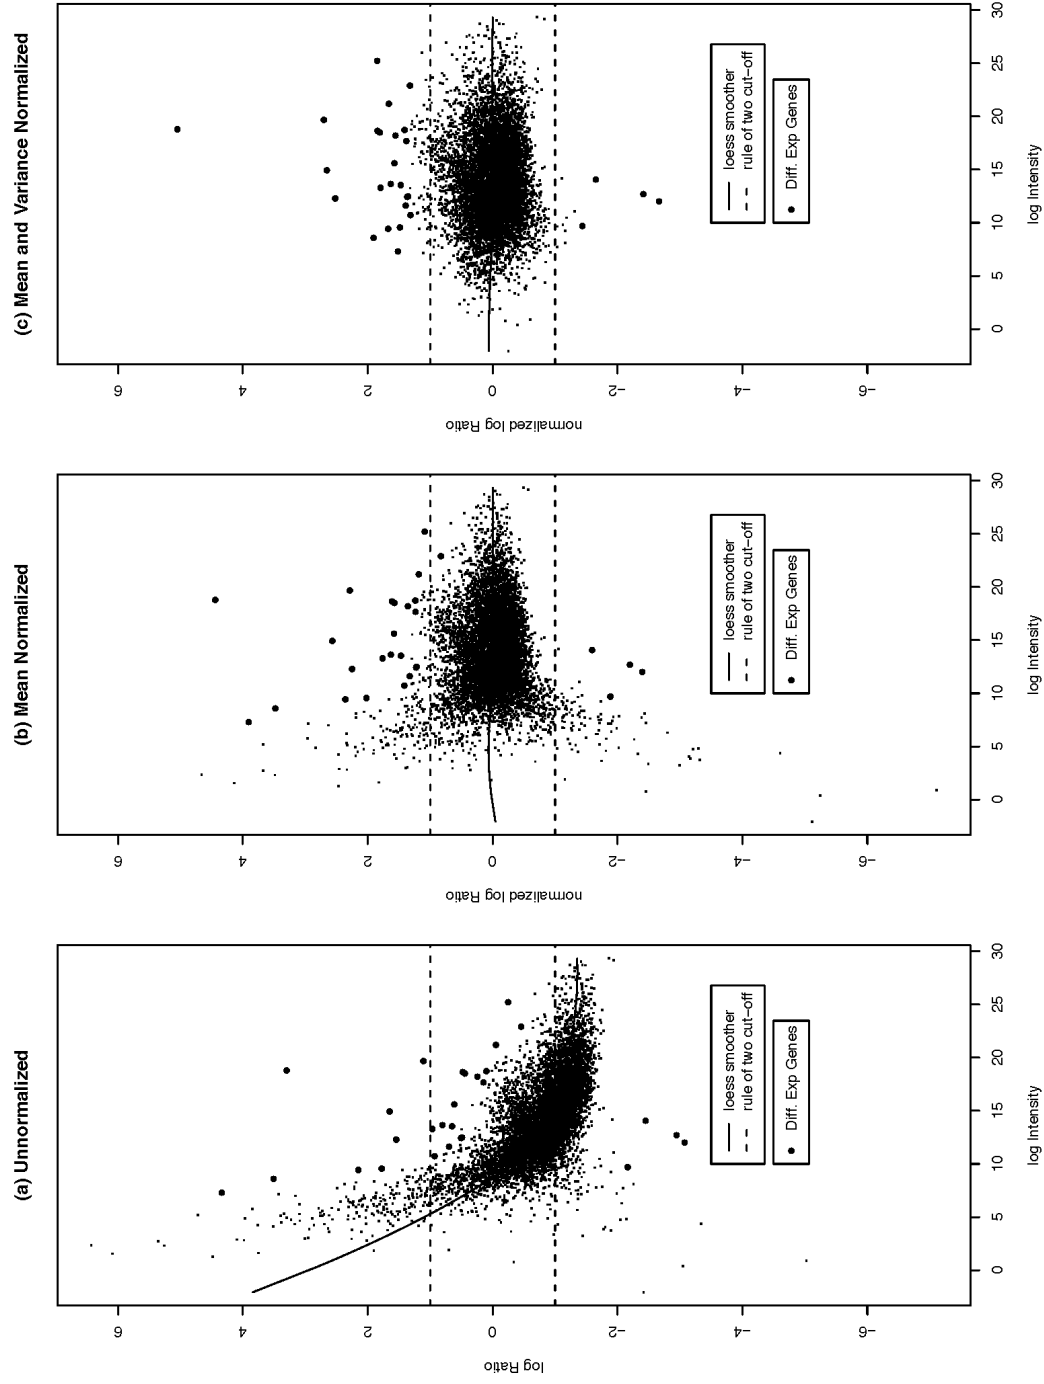 (a) Unnormalized
log Ratio
6
4
2
0
−2
−4
−6
0
5
10
15
20
25
30
log Intensity
loess smoother
rule of two cut−off
Diff. Exp Genes
(b) Mean Normalized
normalized log Ratio
6
4
2
0
−2
−4
−6
0
5
10
15
20
25
30
log Intensity
loess smoother
rule of two cut−off
Diff. Exp Genes
(c) Mean and Variance Normalized
normalized log Ratio
6
4
2
0
−2
−4
−6
0
5
10
15
20
25
30
log Intensity
loess smoother
rule of two cut−off
Diff. Exp Genes